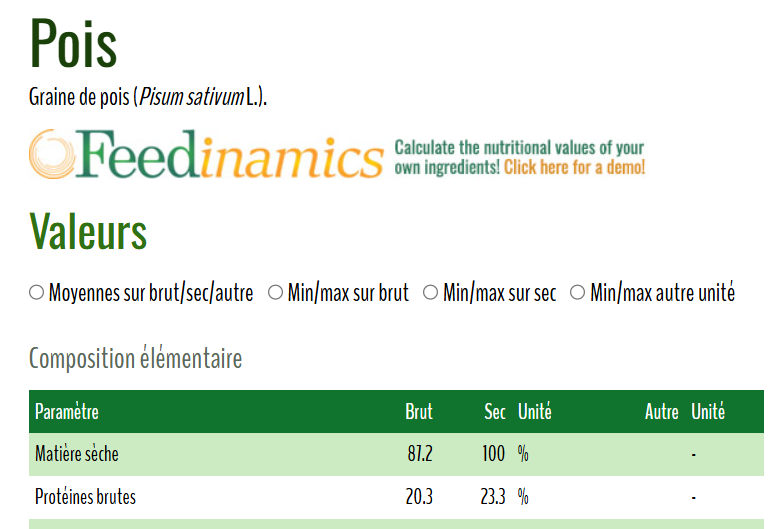 Pois
Graine de pois (Pisum sativum L.).
Feedinamics
Calculate the nutritional values of your
own ingredients! Click here for a demo!
Valeurs
Moyennes sur brut/sec/autre Min/max sur brut Min/max sur sec Min/max autre unité
Composition élémentaire
Paramètre Brut Sec Unité Autre Unité
Matière sèche 87.2 100 % -
Protéines brutes 20.3 23.3 % -